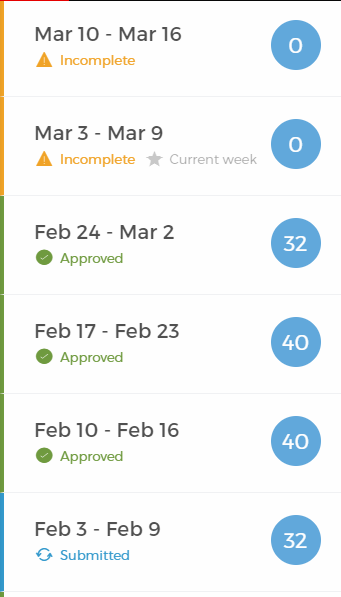 Mar 10 - Mar 16
0
Incomplete
Mar 3 - Mar 9
0
Incomplete Current week
Feb 24 - Mar 2
32
Approved
Feb 17 - Feb 23
40
Approved
Feb 10 - Feb 16
40
Approved
Feb 3 - Feb 9
32
Submitted